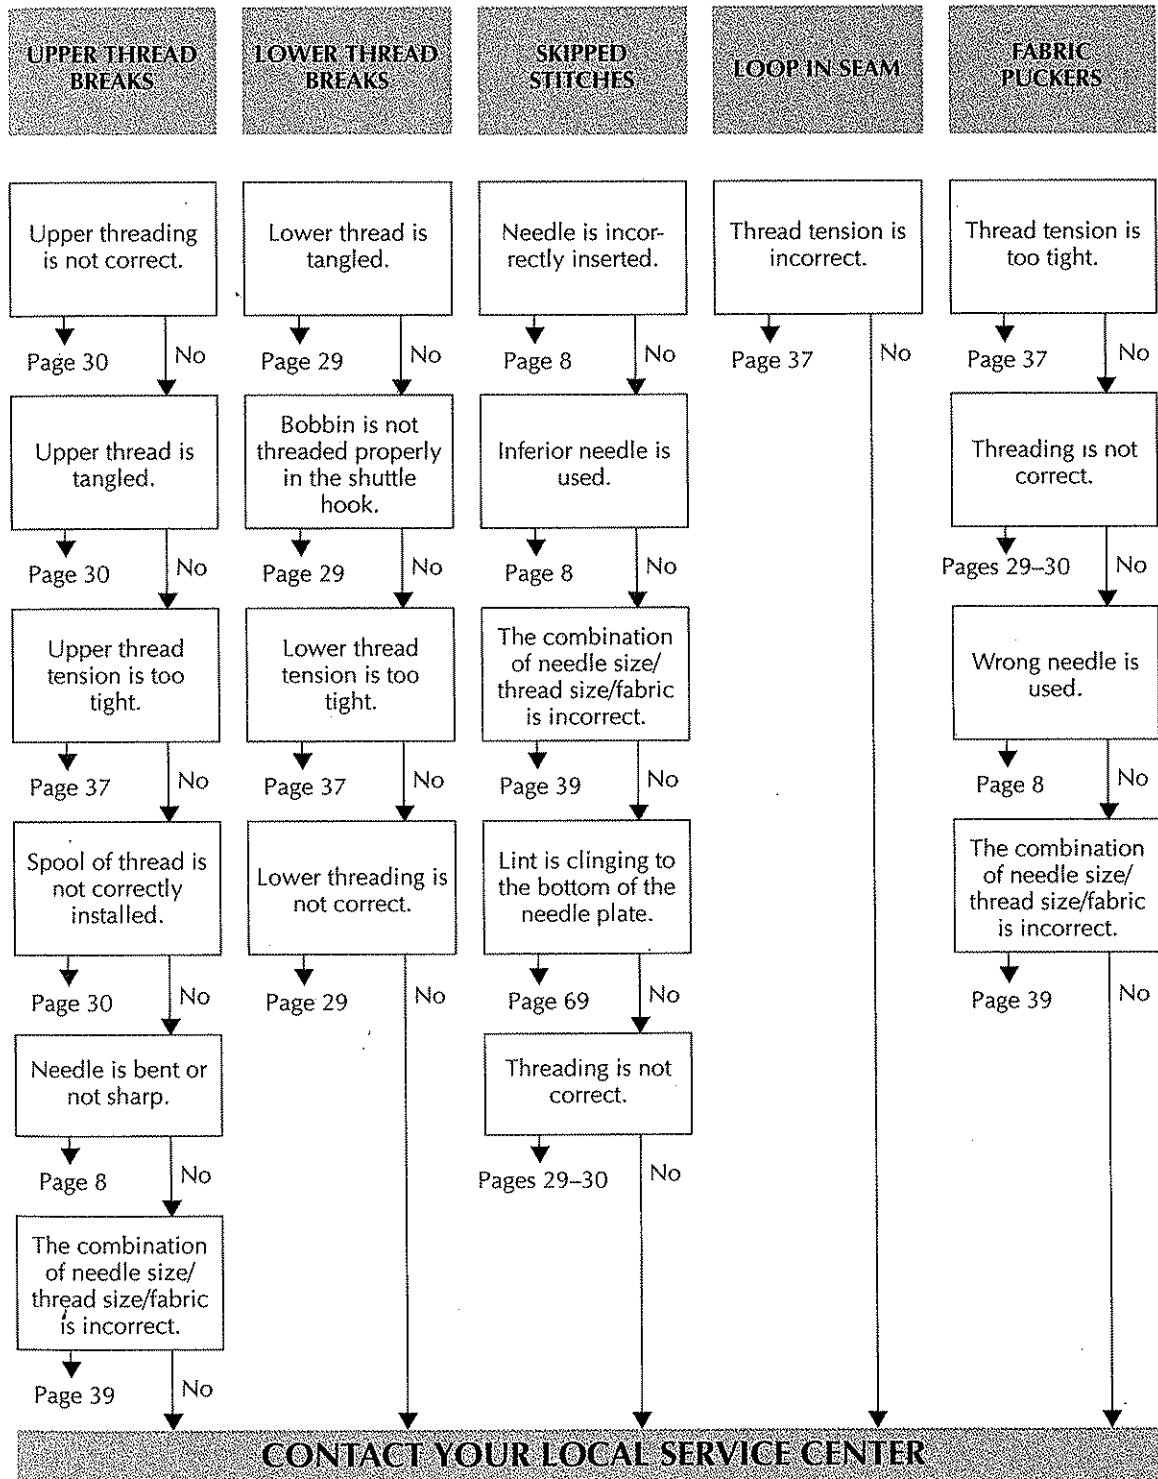 UPPER THREAD
BREAKS
LOWER THREAD
BREAKS
SKIPPED
STITCHES
LOOP IN SEAM
FABRIC
PUCKERS
Upper threading
is not correct.
Page 30
No
Upper thread is
tangled.
Page 30
No
Upper thread
tension is too
tight.
Page 37
No
Spool of thread is
not correctly
installed.
Page 30
No
Needle is bent or
not sharp.
Page 8
No
The combination
of needle size/
thread size/fabric
is incorrect.
Page 39
No
Lower thread is
tangled.
Page 29
No
Bobbin is not
threaded properly
in the shuttle
hook.
Page 29
No
Lower thread
tension is too
tight.
Page 37
No
Lower threading is
not correct.
Page 29
No
Needle is incor-
rectly inserted.
Page 8
No
Inferior needle is
used.
Page 8
No
The combination
of needle size/
thread size/fabric
is incorrect.
Page 39
No
Lint is clinging to
the bottom of the
needle plate.
Page 69
No
Threading is not
correct.
Pages 29–30
No
Thread tension is
incorrect.
Page 37
No
Thread tension is
too tight.
Page 37
No
Threading is not
correct.
Pages 29–30
No
Wrong needle is
used.
Page 8
No
The combination
of needle size/
thread size/fabric
is incorrect.
Page 39
No
CONTACT YOUR LOCAL SERVICE CENTER